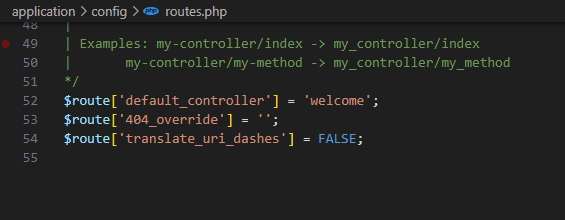 application > config > routes.php
48 |
49 | Examples: my-controller/index -> my_controller/index
50 | my-controller/my-method -> my_controller/my_method
51 */
52 $route['default_controller'] = 'welcome';
53 $route['404_override'] = '';
54 $route['translate_uri_dashes'] = FALSE;
55